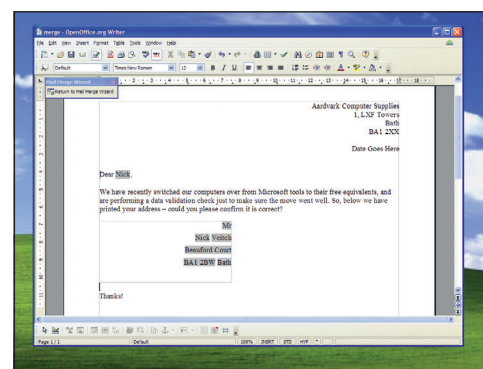 merge - OpenOffice.org Writer
File Edit View Insert Format Table Tools Window Help
Default Times New Roman 12 B I U
Mail Merge Wizard
Return to Mail Merge Wizard
Aardvark Computer Supplies
1, LXF Towers
Bath
BA1 2XX
Date Goes Here
Dear Nick,
We have recently switched our computers over from Microsoft tools to their free equivalents, and
are performing a data validation check just to make sure the move went well. So, below we have
printed your address – could you please confirm it is correct?
Mr
Nick Veitch
Beauford Court
BA1 2BW Bath
Thanks!
Page 1 / 1 Default 100% INSRT STD HYP *